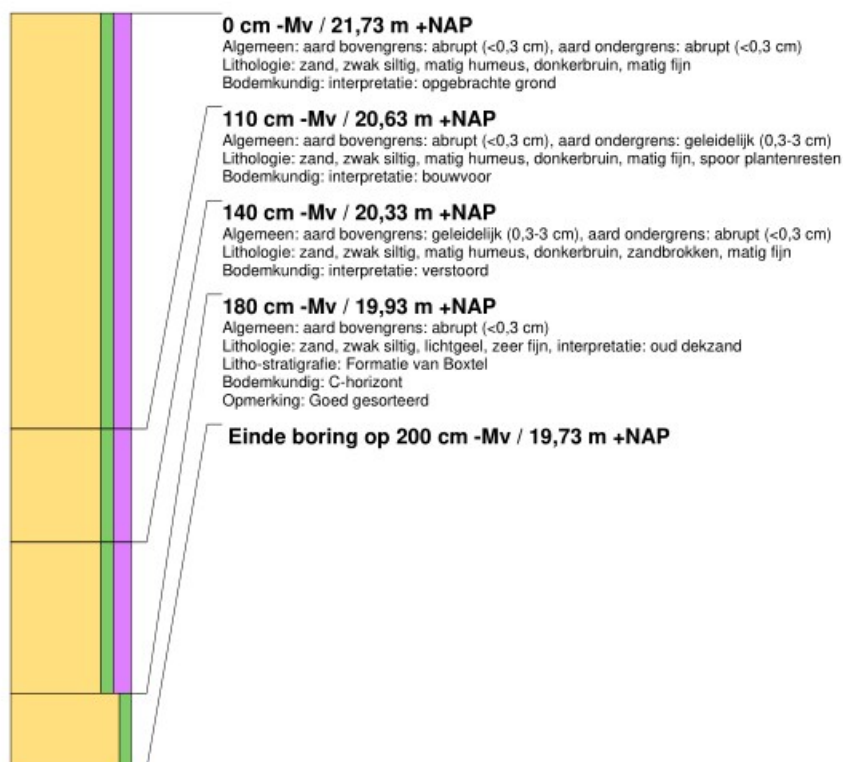 0 cm -Mv / 21,73 m +NAP
Algemeen: aard bovengrens: abrupt (<0,3 cm), aard ondergrens: abrupt (<0,3 cm)
Lithologie: zand, zwak siltig, matig humeus, donkerbruin, matig fijn
Bodemkundig: interpretatie: opgebrachte grond
110 cm -Mv / 20,63 m +NAP
Algemeen: aard bovengrens: abrupt (<0,3 cm), aard ondergrens: geleidelijk (0,3-3 cm)
Lithologie: zand, zwak siltig, matig humeus, donkerbruin, matig fijn, spoor plantenresten
Bodemkundig: interpretatie: bouwvoor
140 cm -Mv / 20,33 m +NAP
Algemeen: aard bovengrens: geleidelijk (0,3-3 cm), aard ondergrens: abrupt (<0,3 cm)
Lithologie: zand, zwak siltig, matig humeus, donkerbruin, zandbrokken, matig fijn
Bodemkundig: interpretatie: verstoord
180 cm -Mv / 19,93 m +NAP
Algemeen: aard bovengrens: abrupt (<0,3 cm)
Lithologie: zand, zwak siltig, lichtgeel, zeer fijn, interpretatie: oud dekzand
Litho-stratigrafie: Formatie van Boxtel
Bodemkundig: C-horizont
Opmerking: Goed gesorteerd
Einde boring op 200 cm -Mv / 19,73 m +NAP